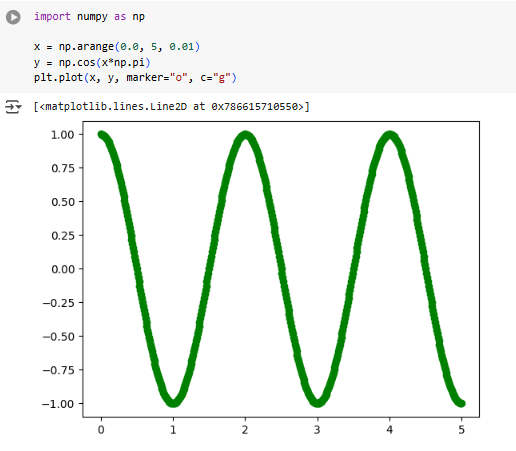 import numpy as np
x = np.arange(0.0, 5, 0.01)
y = np.cos(x*np.pi)
plt.plot(x, y, marker="o", c="g")
[<matplotlib.lines.Line2D at 0x786615710550>]
1.00
0.75
0.50
0.25
0.00
−0.25
−0.50
−0.75
−1.00
0 1 2 3 4 5